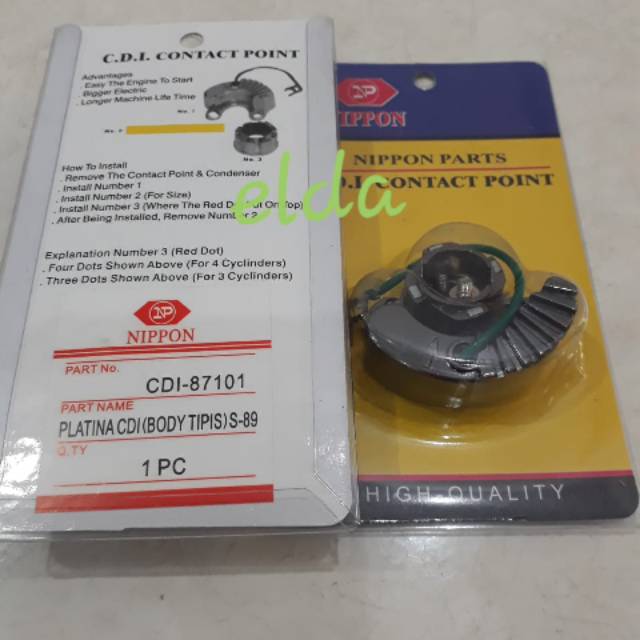 C.D.I. CONTACT POINT
Advantages
. Easy The Engine To Start
. Bigger Electric
. Longer Machine Life Time
No. 1
No. 2
How To Install
. Remove The Contact Point & Condenser
. Install Number 1
. Install Number 2 (For Size)
. Install Number 3 (Where The Red Dot Put On Top)
. After Being Installed, Remove Number 2
elda
Explanation Number 3 (Red Dot)
. Four Dots Shown Above (For 4 Cyclinders)
. Three Dots Shown Above (For 3 Cyclinders)
NP
NIPPON
PART No.
CDI-87101
PART NAME
PLATINA CDI (BODY TIPIS) S-89
Q.TY
1 PC
NP
NIPPON
NIPPON PARTS
D.I. CONTACT POINT
HIGH QUALITY